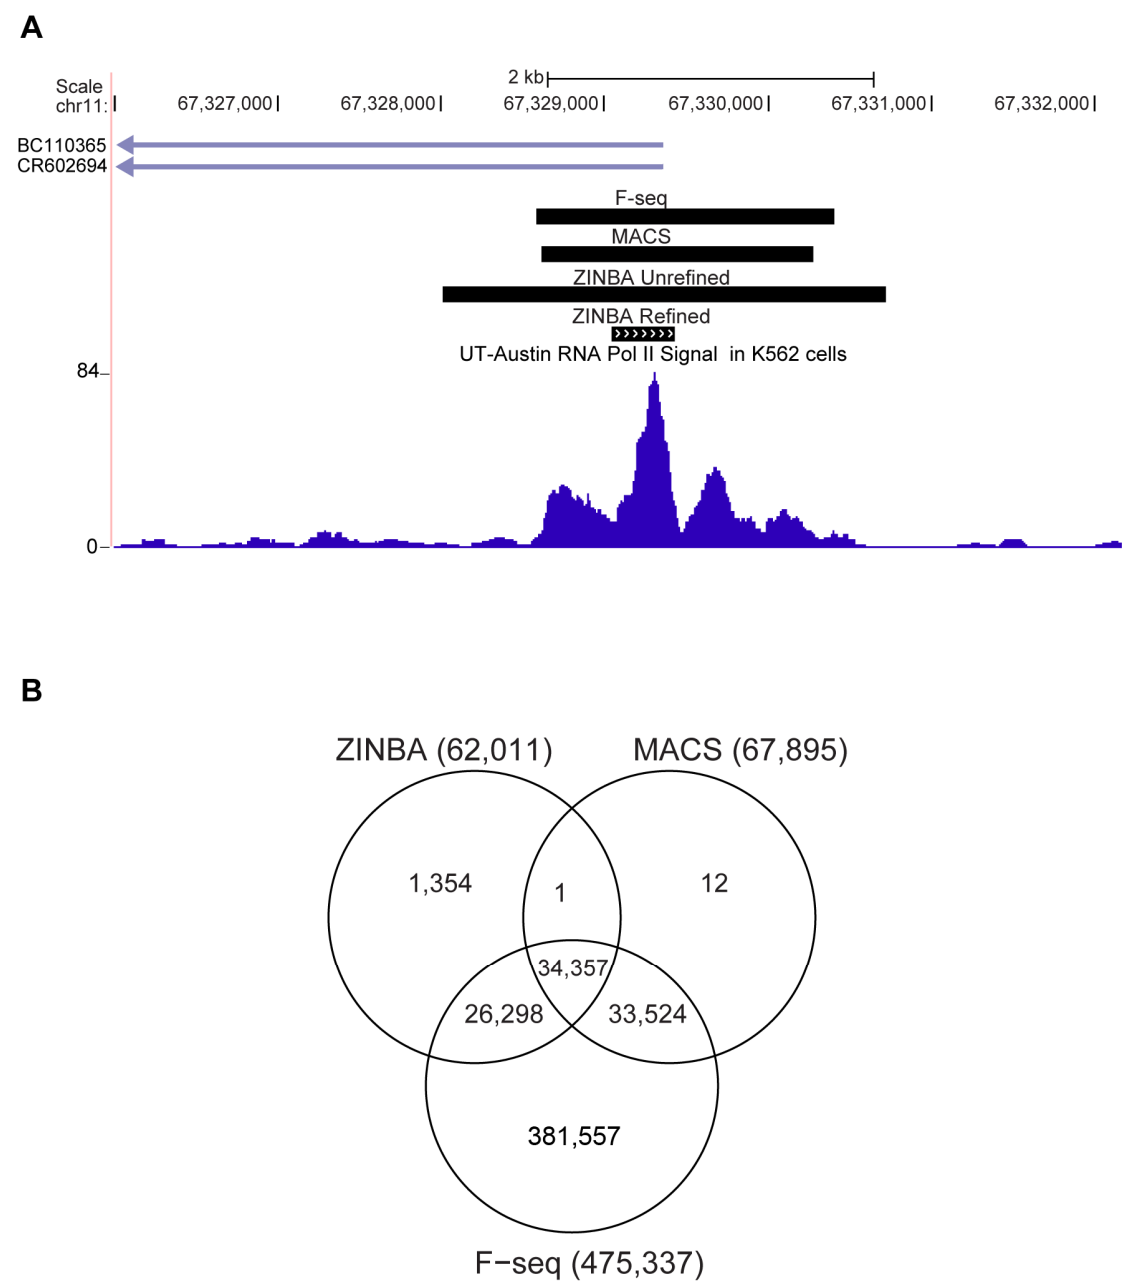 A
2 kb
Scale
chr11:
67,327,000
67,328,000
67,329,000
67,330,000
67,331,000
67,332,000
BC110365
CR602694
F-seq
MACS
ZINBA Unrefined
ZINBA Refined
UT-Austin RNA Pol II Signal in K562 cells
84
0
B
ZINBA (62,011)
MACS (67,895)
1,354
1
12
34,357
26,298
33,524
381,557
F−seq (475,337)